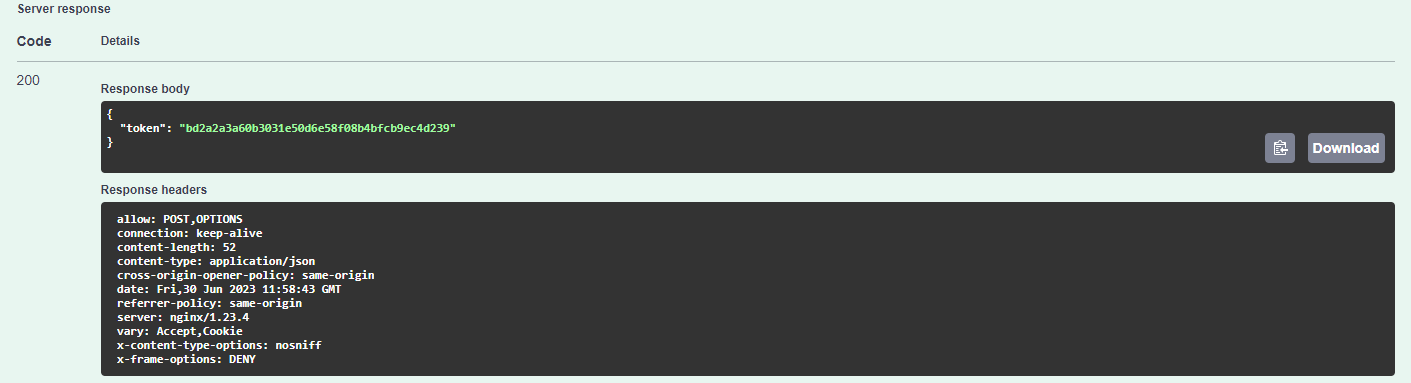 Server response
Code Details
200
Response body
{
"token": "bd2a2a3a60b3031e50d6e58f08b4bfcb9ec4d239"
}
Download
Response headers
allow: POST,OPTIONS
connection: keep-alive
content-length: 52
content-type: application/json
cross-origin-opener-policy: same-origin
date: Fri,30 Jun 2023 11:58:43 GMT
referrer-policy: same-origin
server: nginx/1.23.4
vary: Accept,Cookie
x-content-type-options: nosniff
x-frame-options: DENY